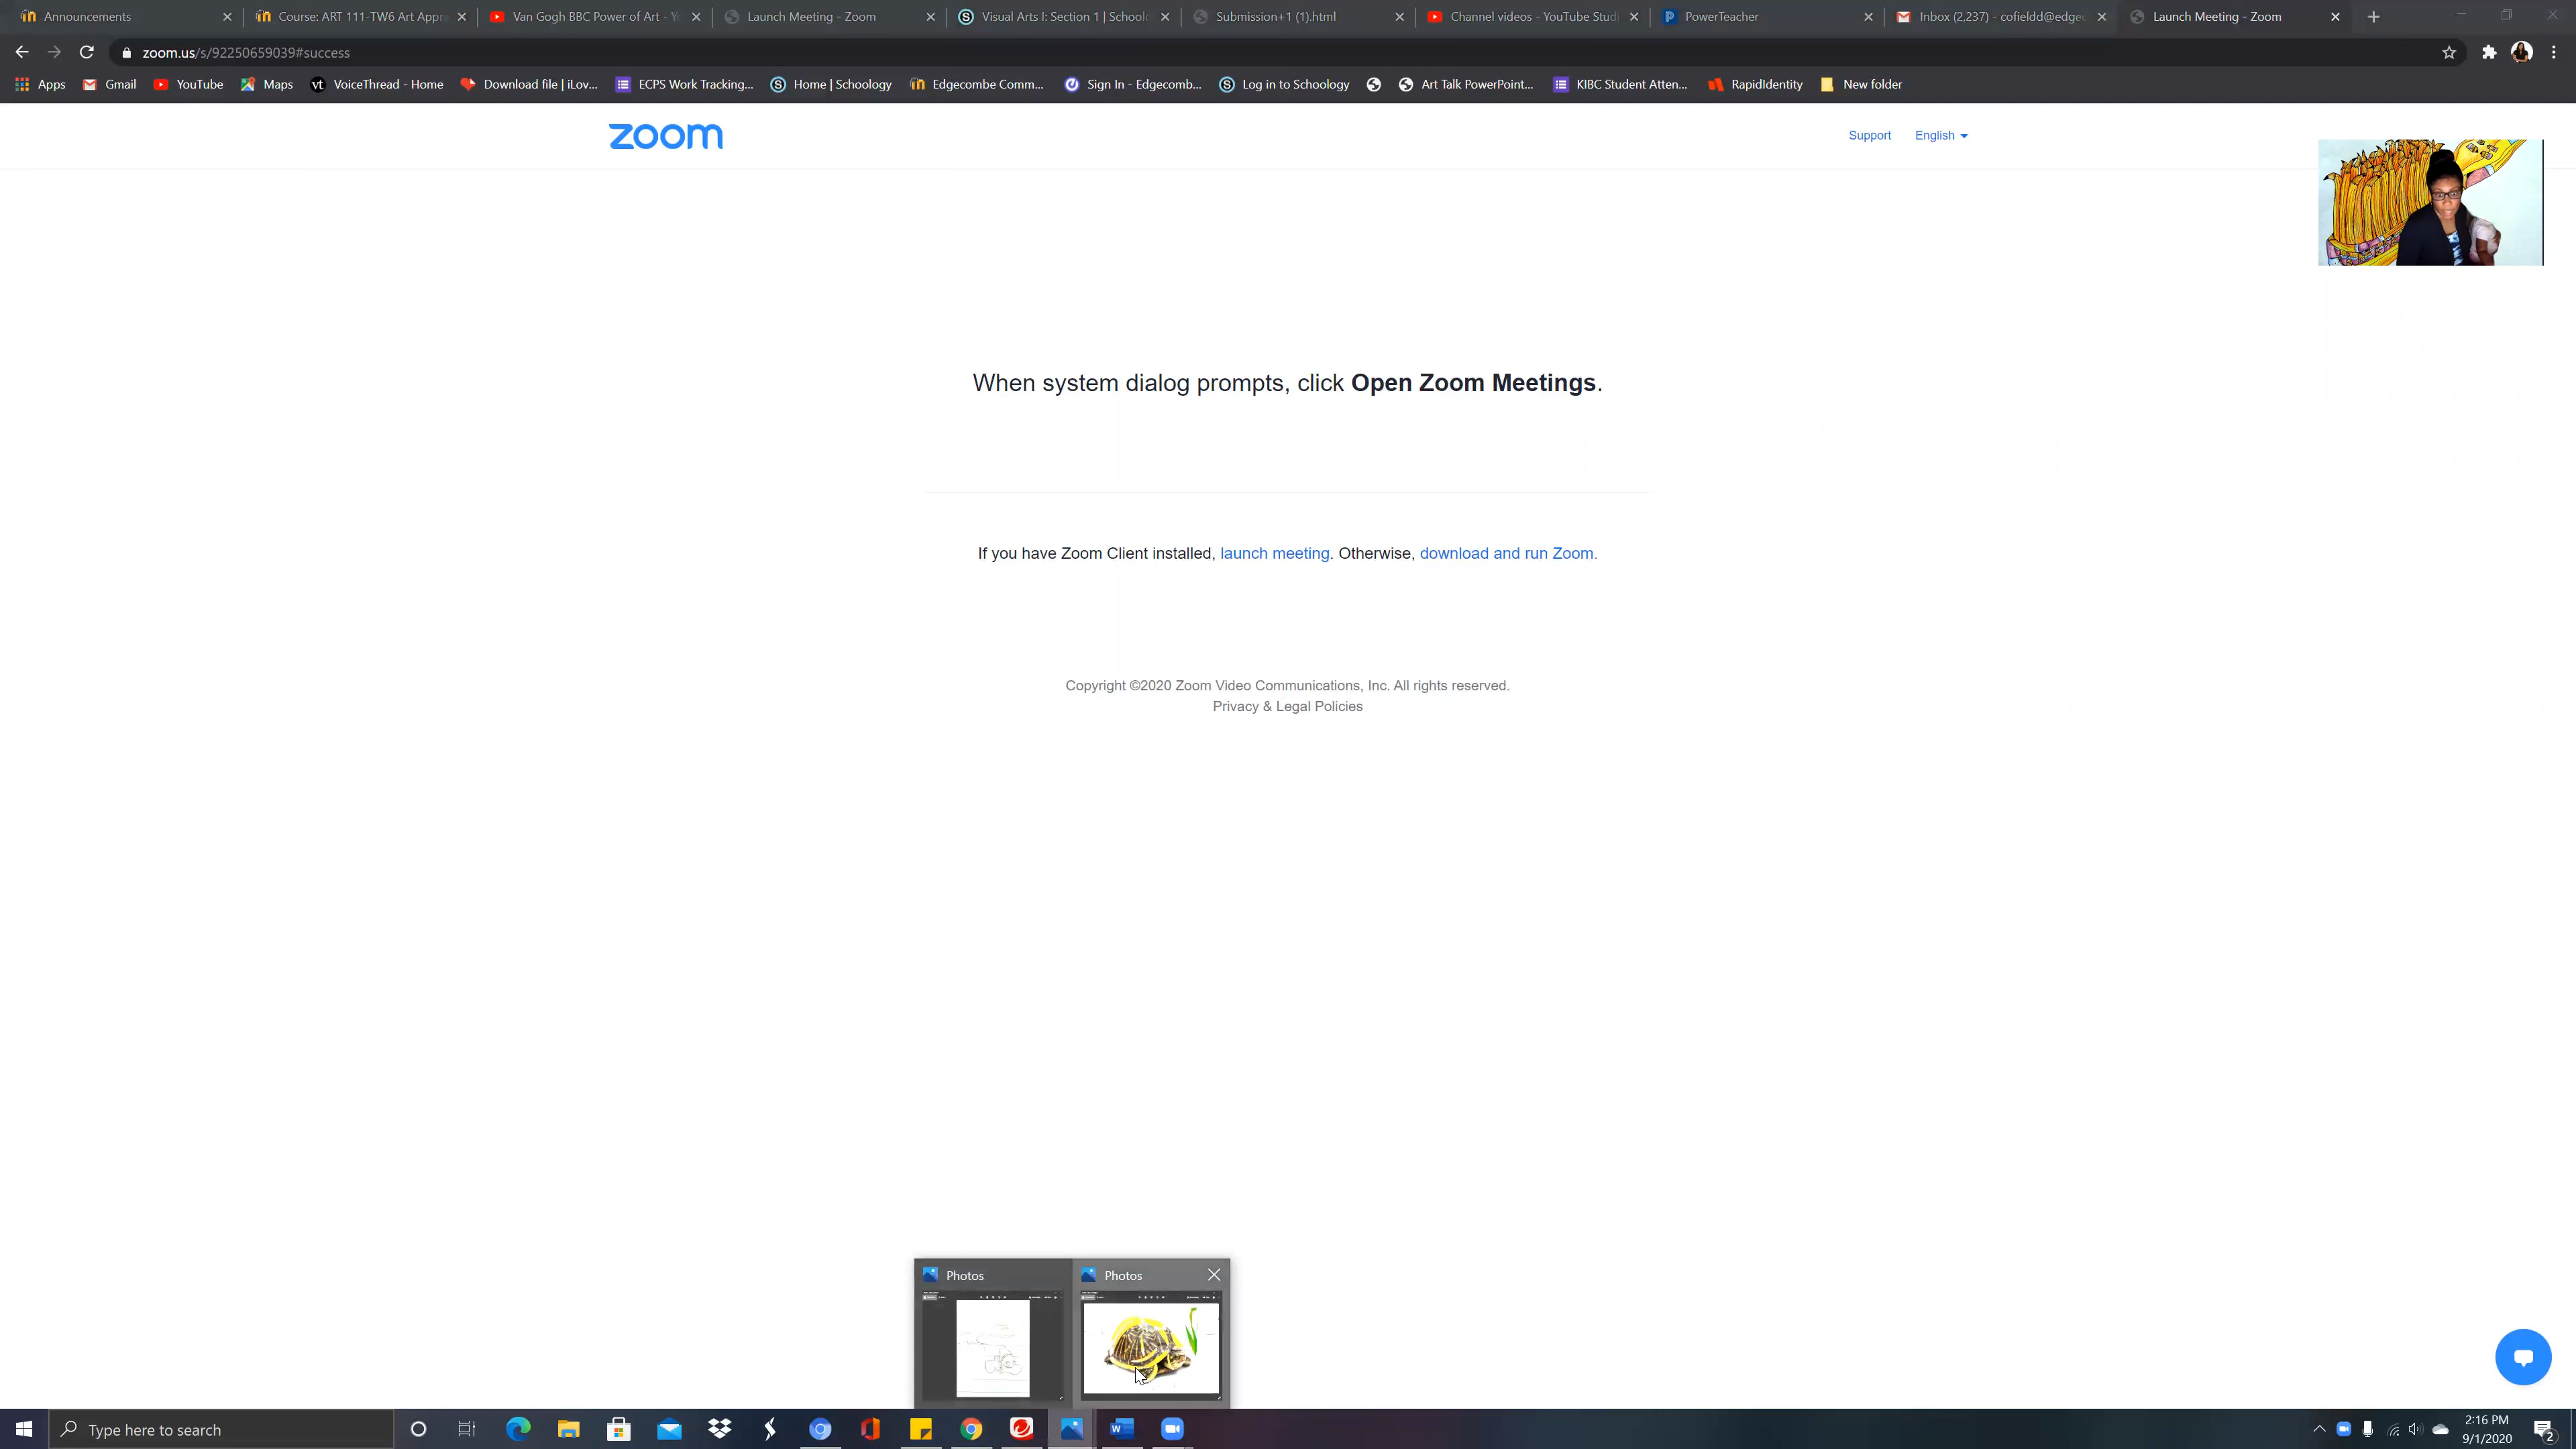 Announcements
Course: ART 111-TW6 Art Appre
Van Gogh BBC Power of Art - Yo
Launch Meeting - Zoom
Visual Arts I: Section 1 | Schoolo
Submission+1 (1).html
Channel videos - YouTube Studi
PowerTeacher
Inbox (2,237) - cofieldd@edgec
Launch Meeting - Zoom
zoom.us/s/92250659039#success
Apps
Gmail
YouTube
Maps
vt VoiceThread - Home
Download file | iLov...
ECPS Work Tracking...
Home | Schoology
Edgecombe Comm...
Sign In - Edgecomb...
Log in to Schoology
Art Talk PowerPoint...
KIBC Student Atten...
RapidIdentity
New folder
zoom
Support
English
When system dialog prompts, click Open Zoom Meetings.
If you have Zoom Client installed, launch meeting. Otherwise, download and run Zoom.
Copyright ©2020 Zoom Video Communications, Inc. All rights reserved.
Privacy & Legal Policies
Photos
Photos
Type here to search
2:16 PM
9/1/2020
2